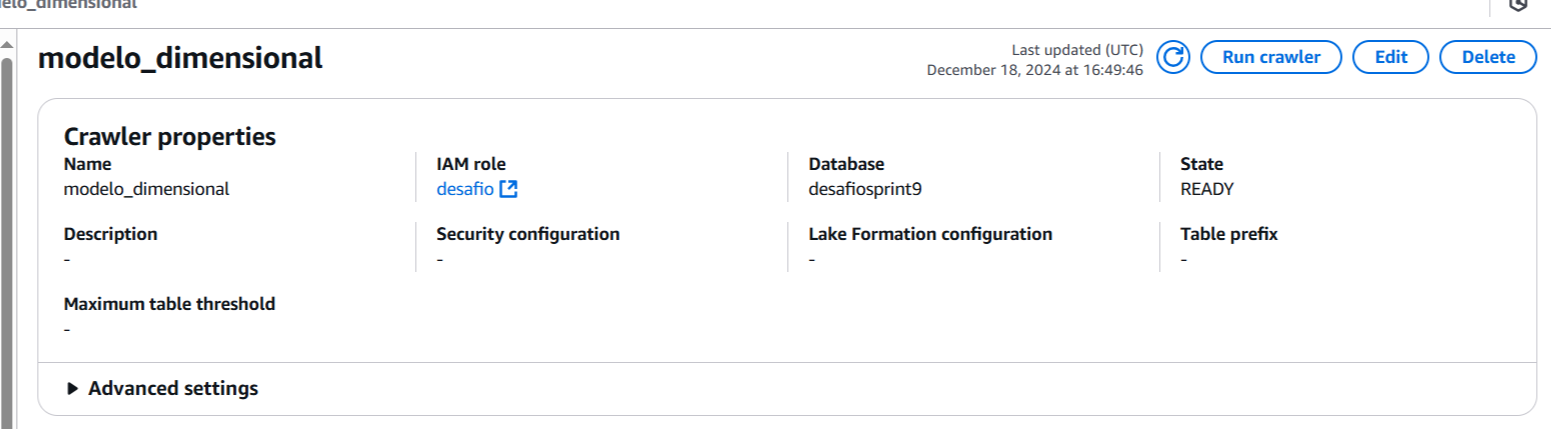 elo_dimensional
modelo_dimensional
Last updated (UTC)
December 18, 2024 at 16:49:46
Run crawler
Edit
Delete
Crawler properties
Name
modelo_dimensional
IAM role
desafio
Database
desafiosprint9
State
READY
Description
-
Security configuration
-
Lake Formation configuration
-
Table prefix
-
Maximum table threshold
-
Advanced settings